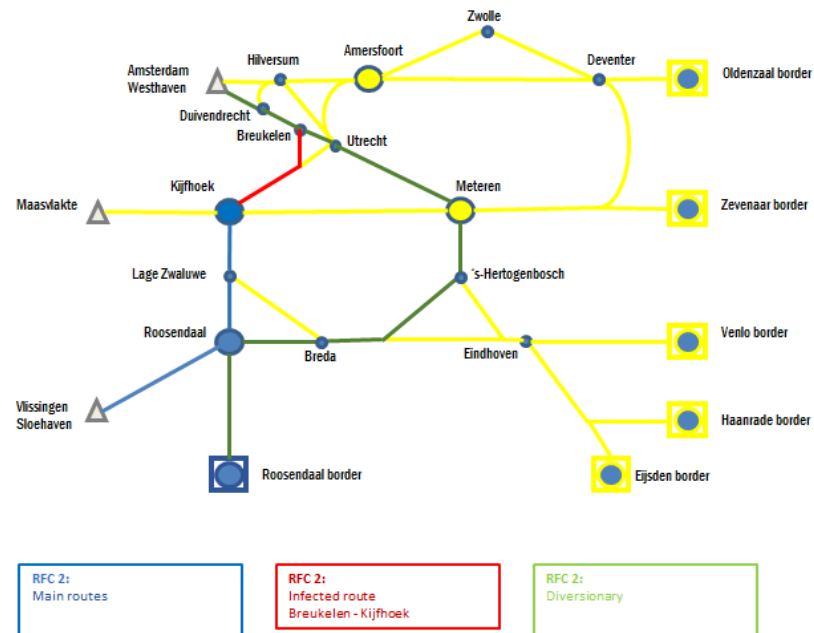 Zwolle
Hilversum
Amersfoort
Deventer
Oldenzaal border
Amsterdam
Westhaven
Duivendrecht
Breukelen
Utrecht
Kijfhoek
Meteren
Maasvlakte
Zevenaar border
Lage Zwaluwe
's-Hertogenbosch
Roosendaal
Breda
Eindhoven
Venlo border
Vlissingen
Sloehaven
Haanrade border
Roosendaal border
Eijsden border
RFC 2:
Main routes
RFC 2:
Infected route
Breukelen - Kijfhoek
RFC 2:
Diversionary